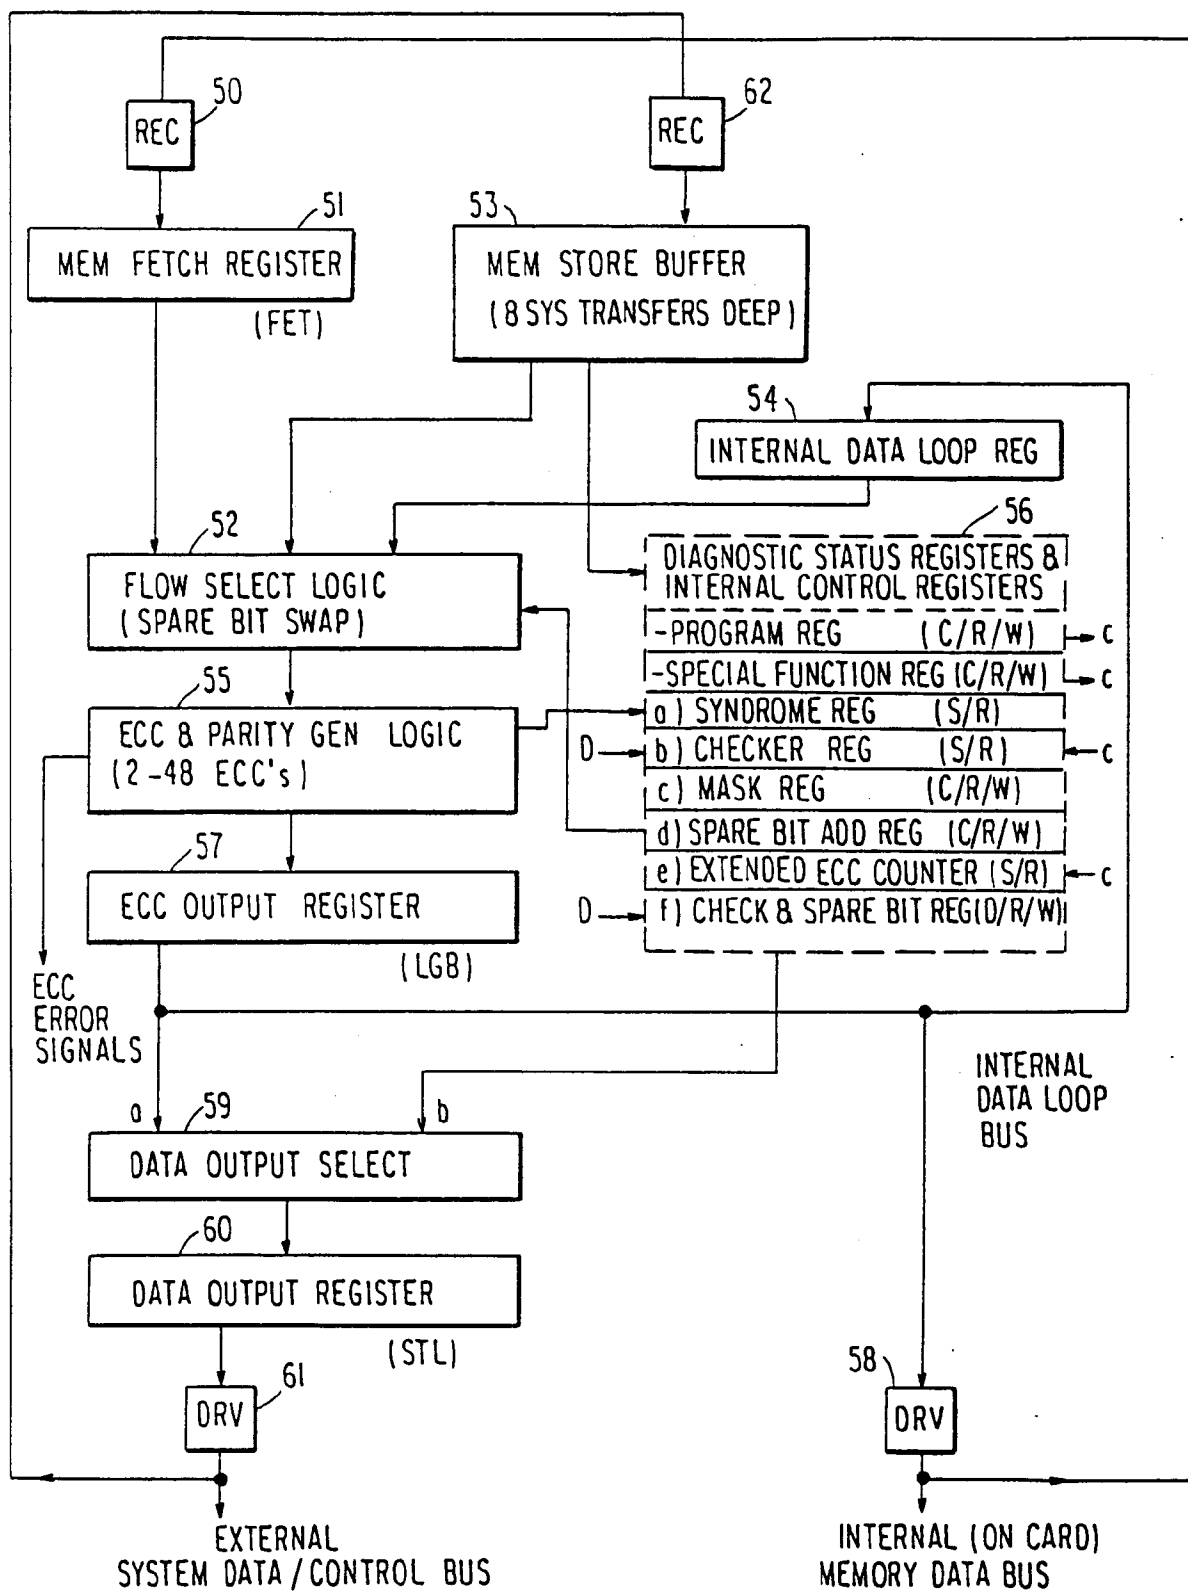 50
62
REC
REC
51
53
MEM FETCH REGISTER
(FET)
MEM STORE BUFFER
(8 SYS TRANSFERS DEEP)
54
INTERNAL DATA LOOP REG
52
56
FLOW SELECT LOGIC
(SPARE BIT SWAP)
DIAGNOSTIC STATUS REGISTERS &
INTERNAL CONTROL REGISTERS
-PROGRAM REG (C/R/W) c
-SPECIAL FUNCTION REG (C/R/W) c
a) SYNDROME REG (S/R)
D b) CHECKER REG (S/R) c
c) MASK REG (C/R/W)
d) SPARE BIT ADD REG (C/R/W)
e) EXTENDED ECC COUNTER (S/R) c
D f) CHECK & SPARE BIT REG(D/R/W)
55
ECC & PARITY GEN LOGIC
(2-48 ECC's)
57
ECC OUTPUT REGISTER
(LGB)
ECC
ERROR
SIGNALS
INTERNAL
DATA LOOP
BUS
a 59 b
DATA OUTPUT SELECT
60
DATA OUTPUT REGISTER
(STL)
61
DRV
58
DRV
EXTERNAL
SYSTEM DATA/CONTROL BUS
INTERNAL (ON CARD)
MEMORY DATA BUS